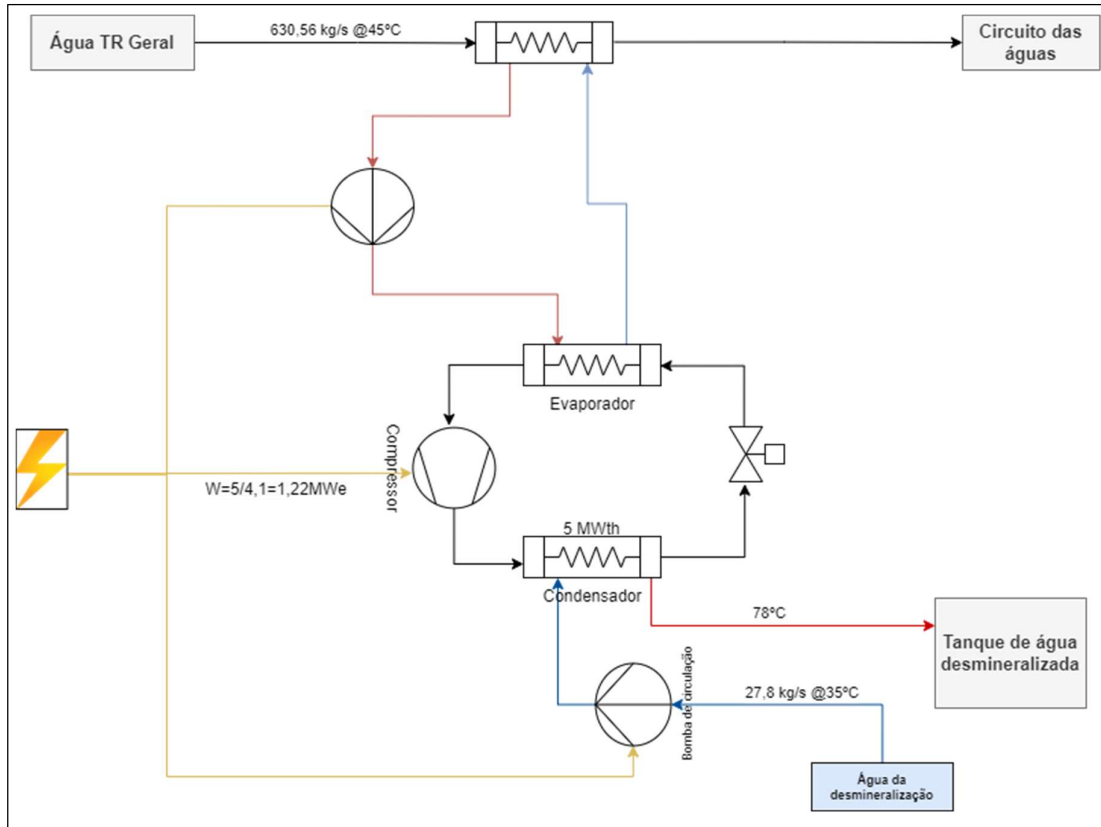 Água TR Geral
630,56 kg/s @45ºC
Circuito das
águas
Evaporador
Compressor
W=5/4,1=1,22MWe
5 MWth
Condensador
78ºC
Tanque de água
desmineralizada
Bomba de circulação
27,8 kg/s @35ºC
Água da
desmineralização